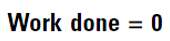 Work done = 0